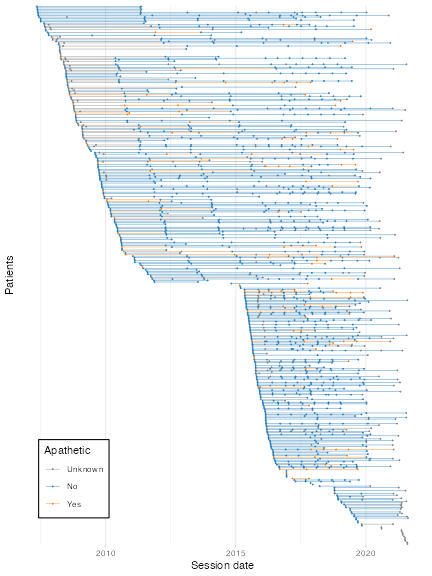 Patients
Apathetic
Unknown
No
Yes
2010
2015
2020
Session date